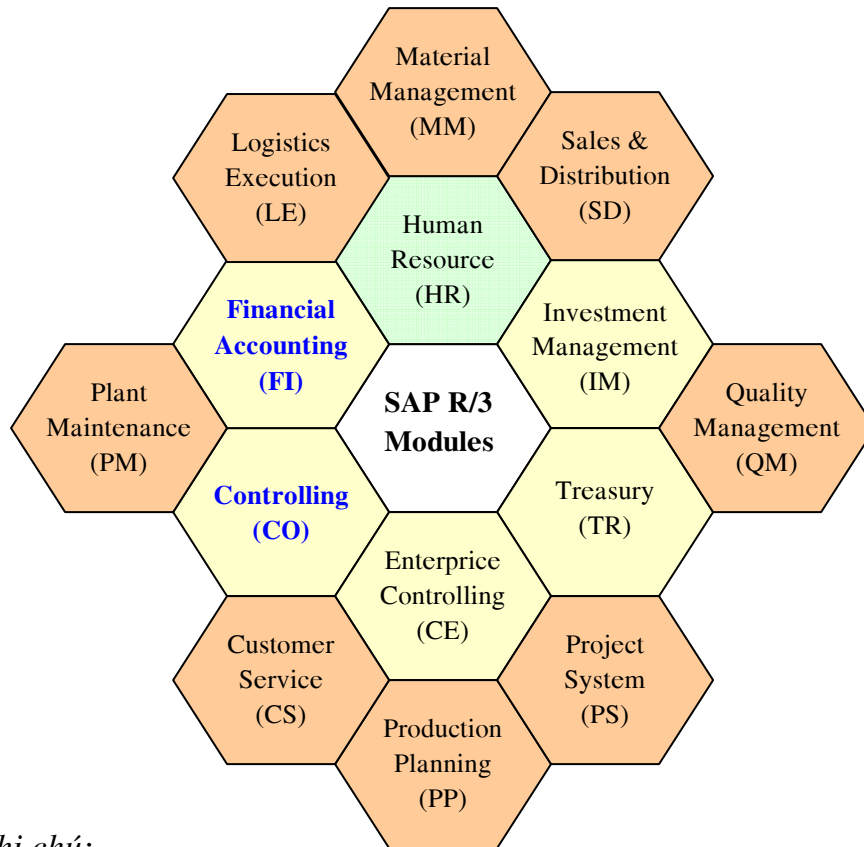 Material
Management
(MM)
Logistics
Execution
(LE)
Sales &
Distribution
(SD)
Human
Resource
(HR)
Financial
Accounting
(FI)
Investment
Management
(IM)
Plant
Maintenance
(PM)
SAP R/3
Modules
Quality
Management
(QM)
Controlling
(CO)
Treasury
(TR)
Enterprice
Controlling
(CE)
Customer
Service
(CS)
Project
System
(PS)
Production
Planning
(PP)
hi chú: